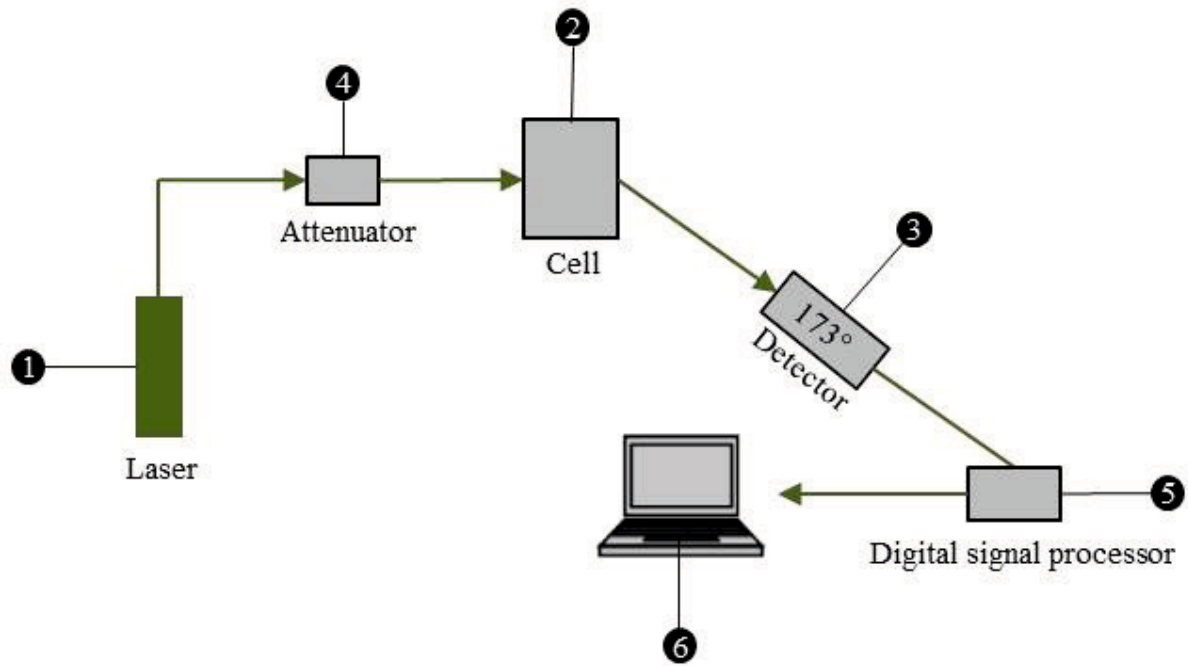 2
4
Attenuator
Cell
3
173°
Detector
1
Laser
5
Digital signal processor
6